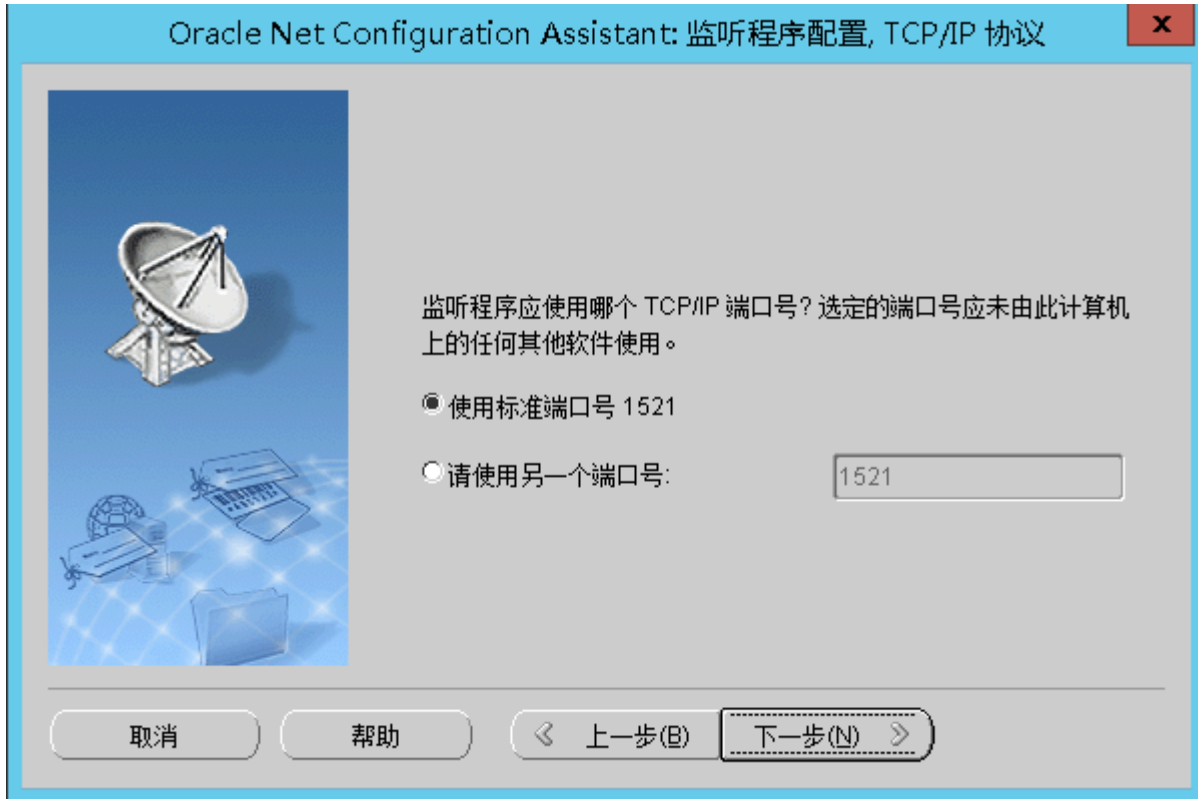 Oracle Net Configuration Assistant: 监听程序配置, TCP/IP 协议
X
监听程序应使用哪个 TCP/IP 端口号? 选定的端口号应未由此计算机
上的任何其他软件使用。
使用标准端口号 1521
请使用另一个端口号: 1521
取消 帮助 上一步(B) 下一步(N)